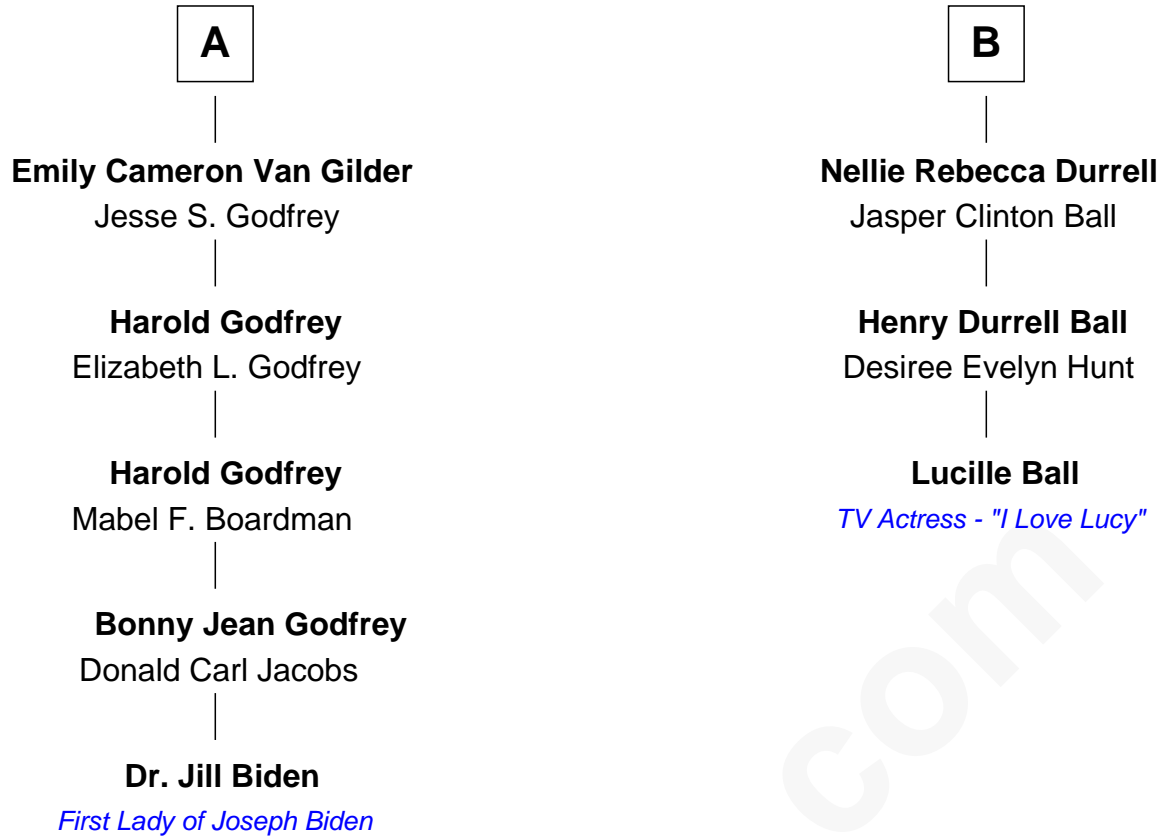 A
Emily Cameron Van Gilder
Jesse S. Godfrey
Harold Godfrey
Elizabeth L. Godfrey
Harold Godfrey
Mabel F. Boardman
Bonny Jean Godfrey
Donald Carl Jacobs
Dr. Jill Biden
First Lady of Joseph Biden
B
Nellie Rebecca Durrell
Jasper Clinton Ball
Henry Durrell Ball
Desiree Evelyn Hunt
Lucille Ball
TV Actress - "I Love Lucy"
com